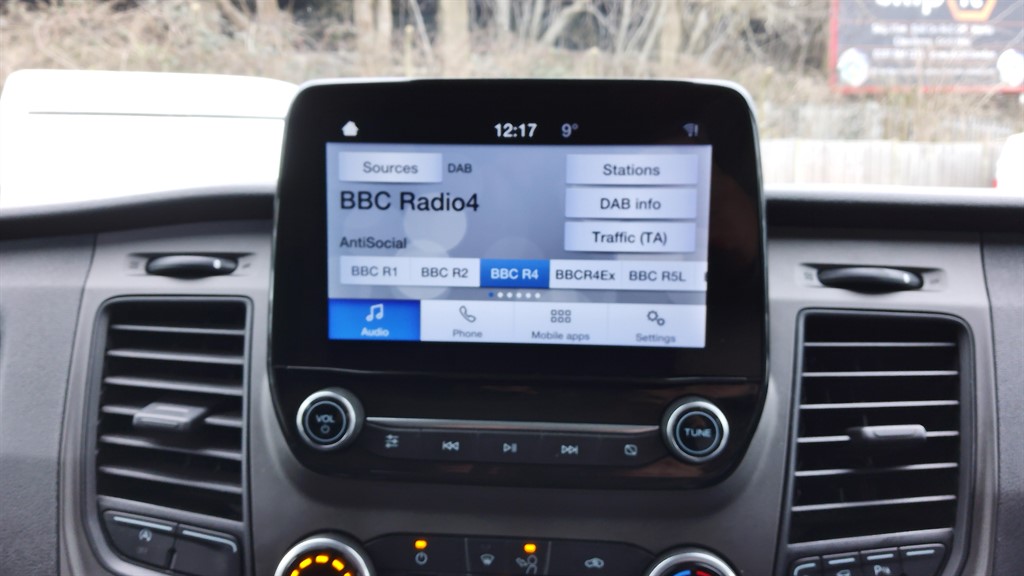 12:17 9°
Sources DAB Stations
BBC Radio4 DAB info
Traffic (TA)
AntiSocial
BBC R1 BBC R2 BBC R4 BBCR4Ex BBC R5L
Audio Phone Mobile apps Settings
VOL TUNE